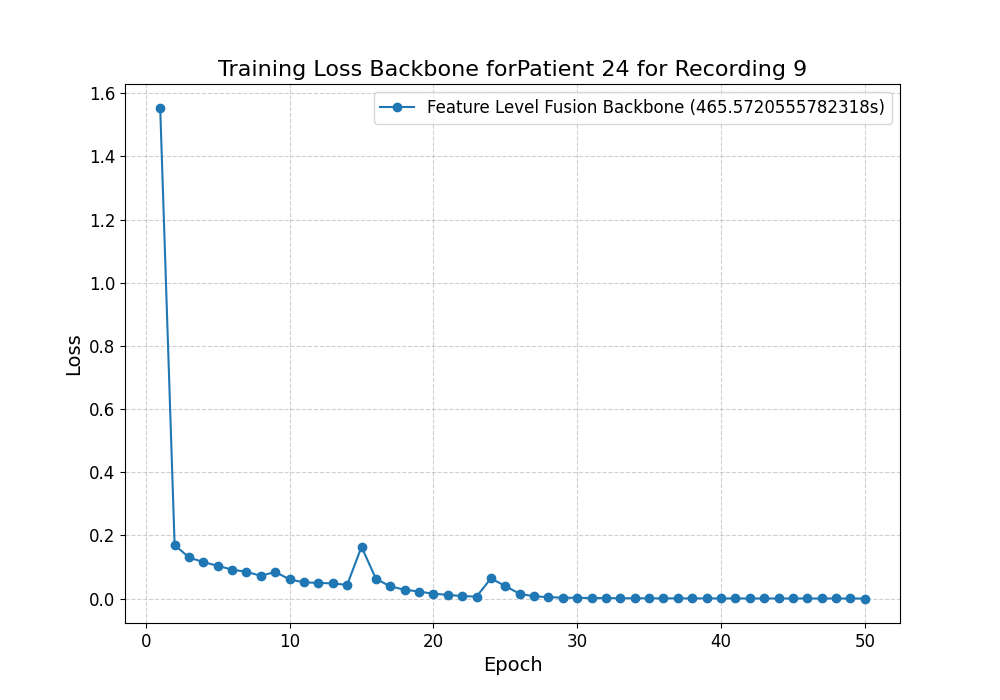 Training Loss Backbone forPatient 24 for Recording 9
Feature Level Fusion Backbone (465.5720555782318s)
1.6
1.4
1.2
1.0
0.8
0.6
0.4
0.2
0.0
Loss
0 10 20 30 40 50
Epoch